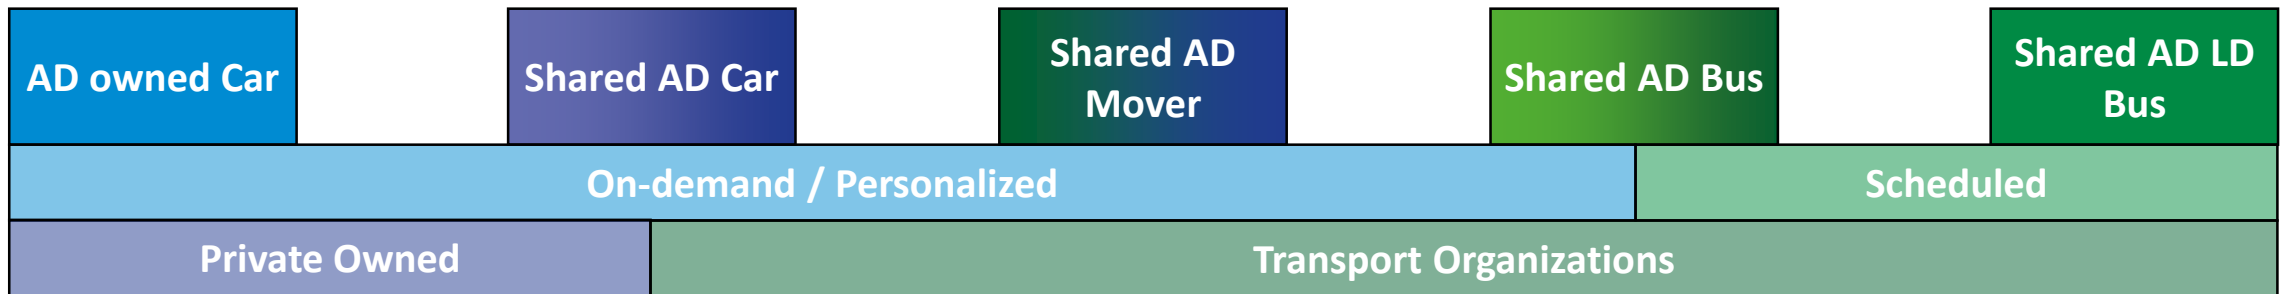 AD owned Car
Shared AD Car
Shared AD
Mover
Shared AD Bus
Shared AD LD
Bus
On-demand / Personalized
Scheduled
Private Owned
Transport Organizations